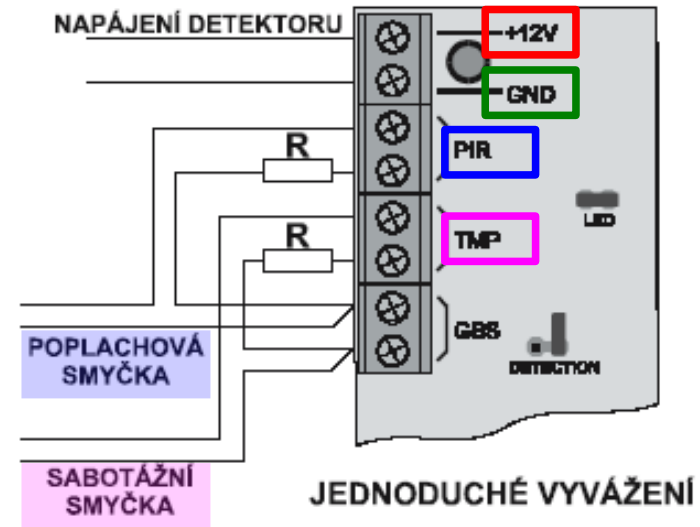 NAPÁJENÍ DETEKTORU
+12V
GND
R
PIR
LED
R
TMP
GBS
POPLACHOVÁ
SMYČKA
DETECTION
SABOTÁŽNÍ
SMYČKA
JEDNODUCHÉ VYVÁŽENÍ